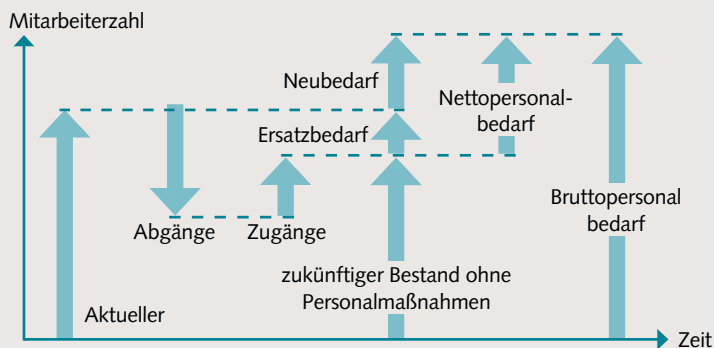 Mitarbeiterzahl
Neubedarf
Nettopersonal-
bedarf
Ersatzbedarf
Bruttopersonal
bedarf
Abgänge
Zugänge
zukünftiger Bestand ohne
Personalmaßnahmen
Aktueller
Zeit